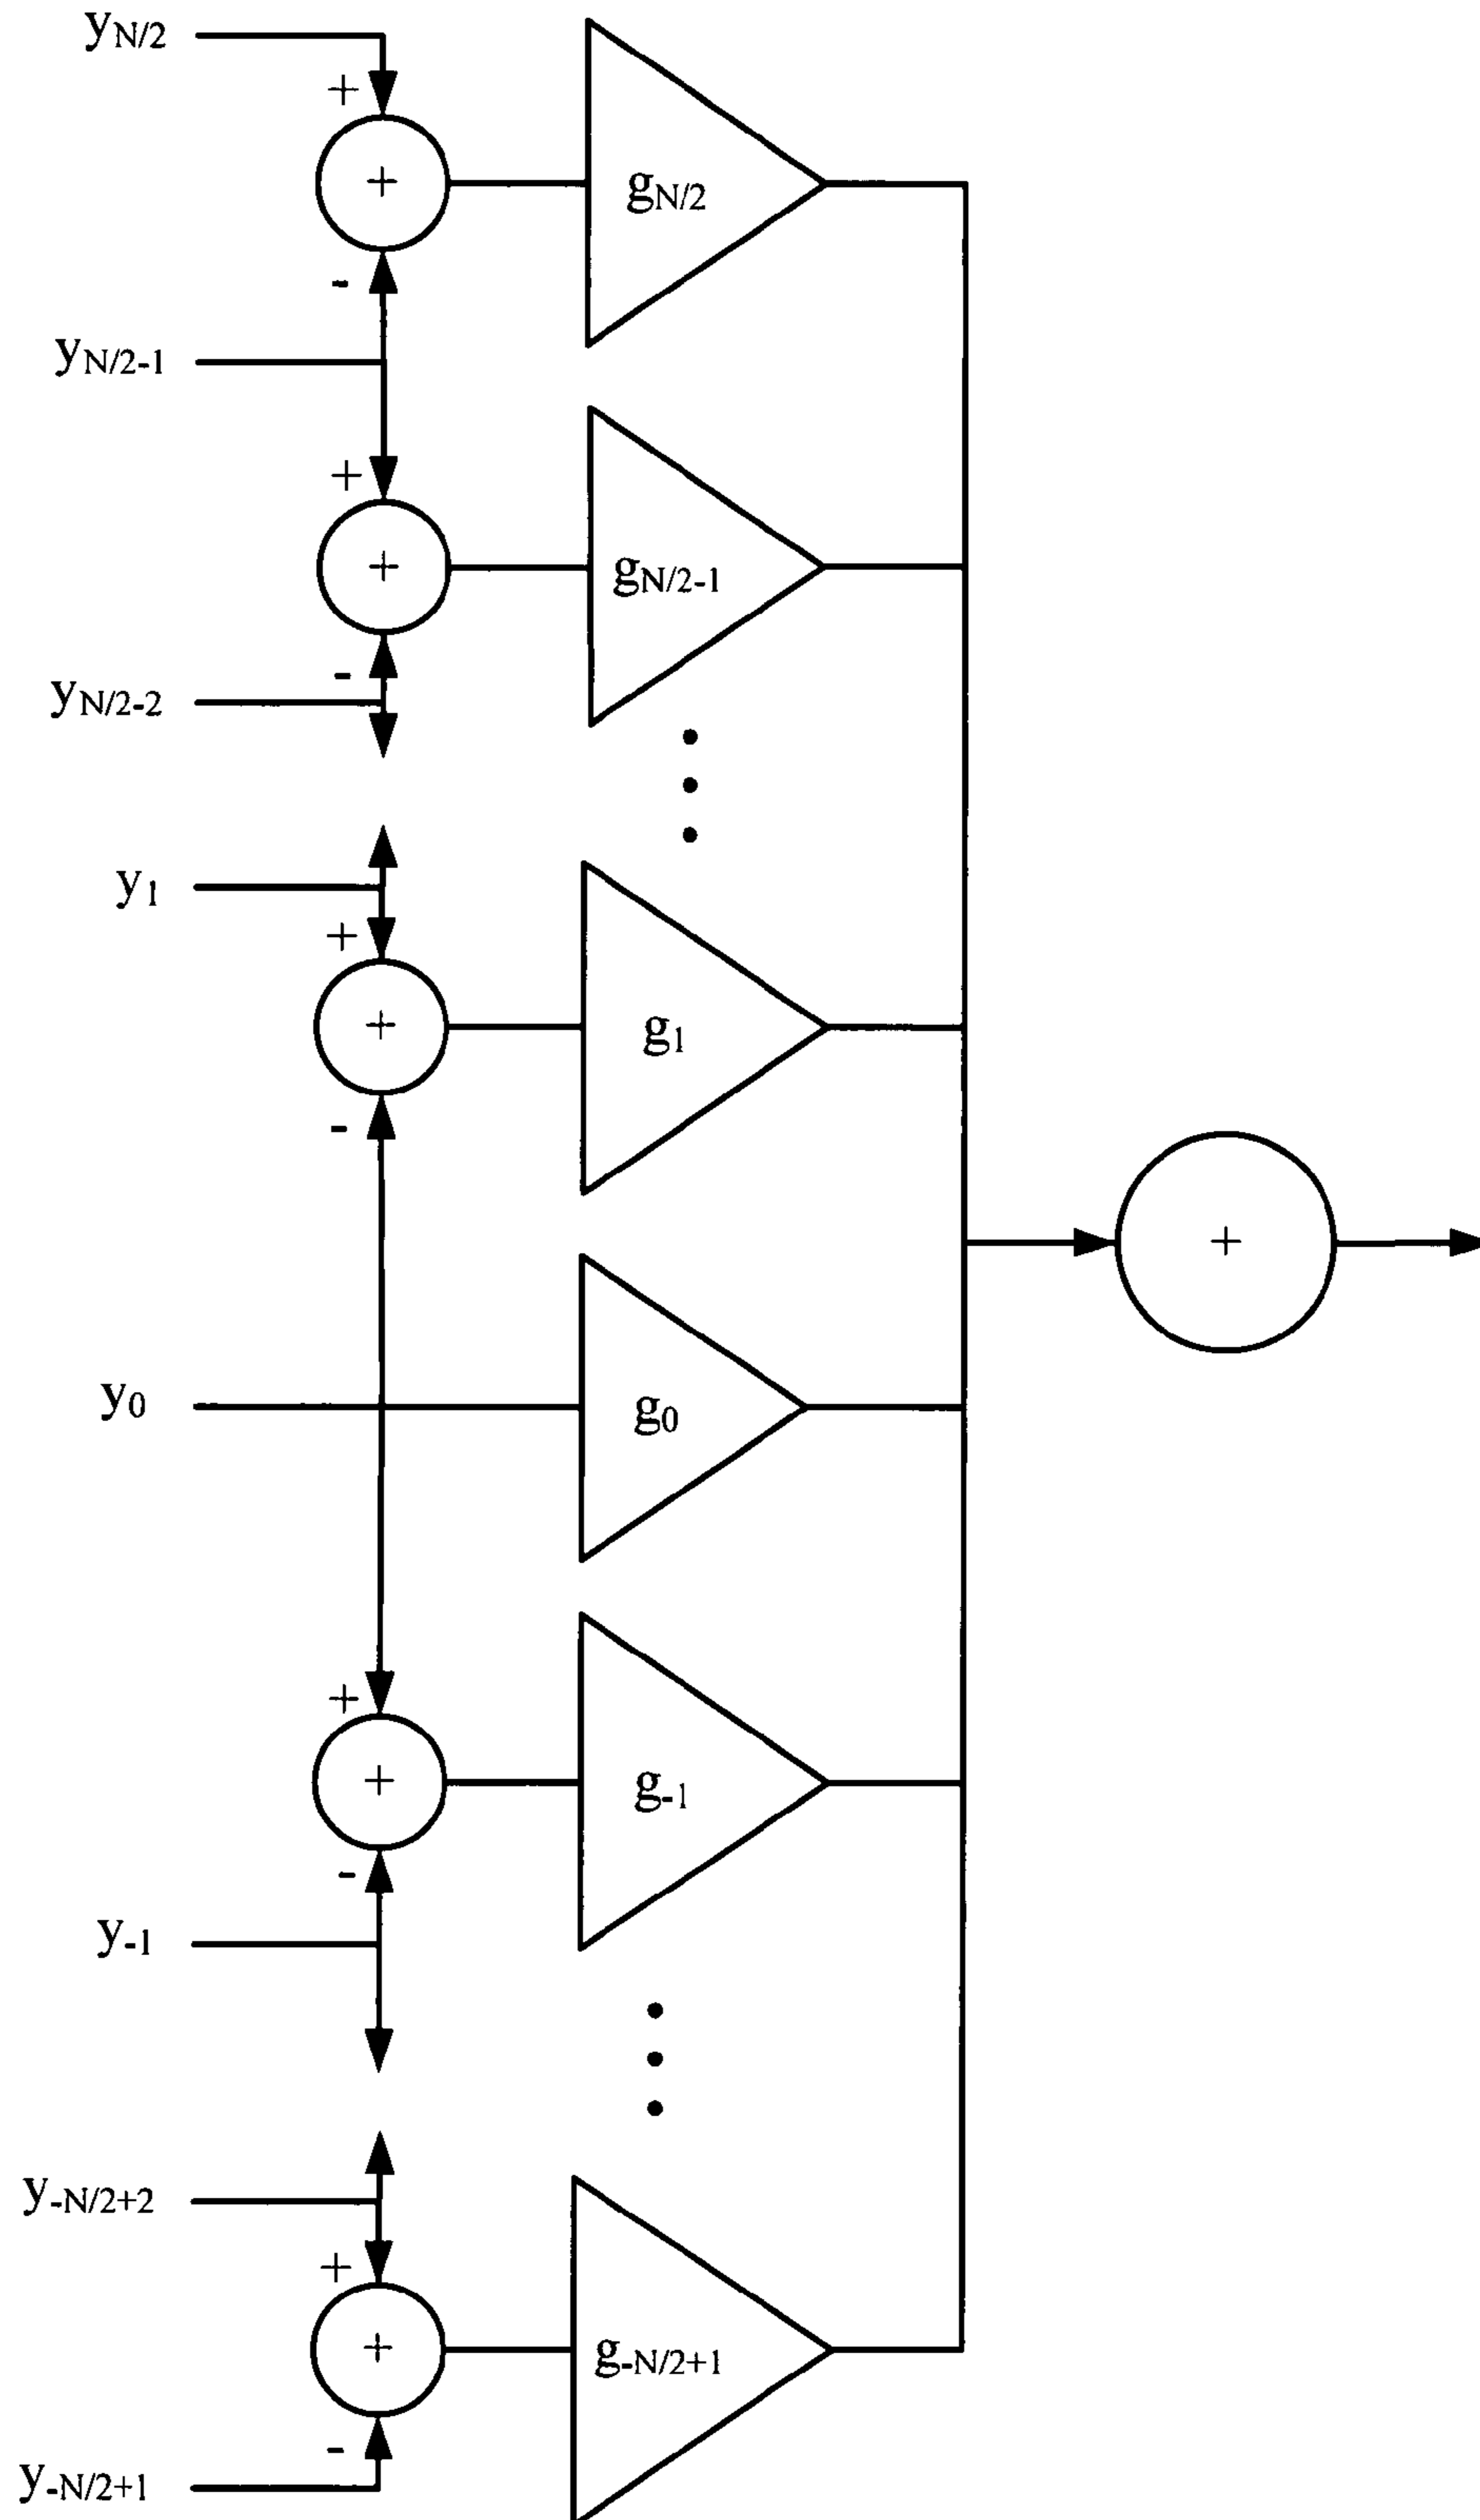 yN/2
+
+
gN/2
-
yN/2-1
+
+
gN/2-1
-
yN/2-2
y1
+
+
g1
-
+
y0
g0
+
+
g-1
-
y-1
y-N/2+2
+
+
g-N/2+1
-
y-N/2+1